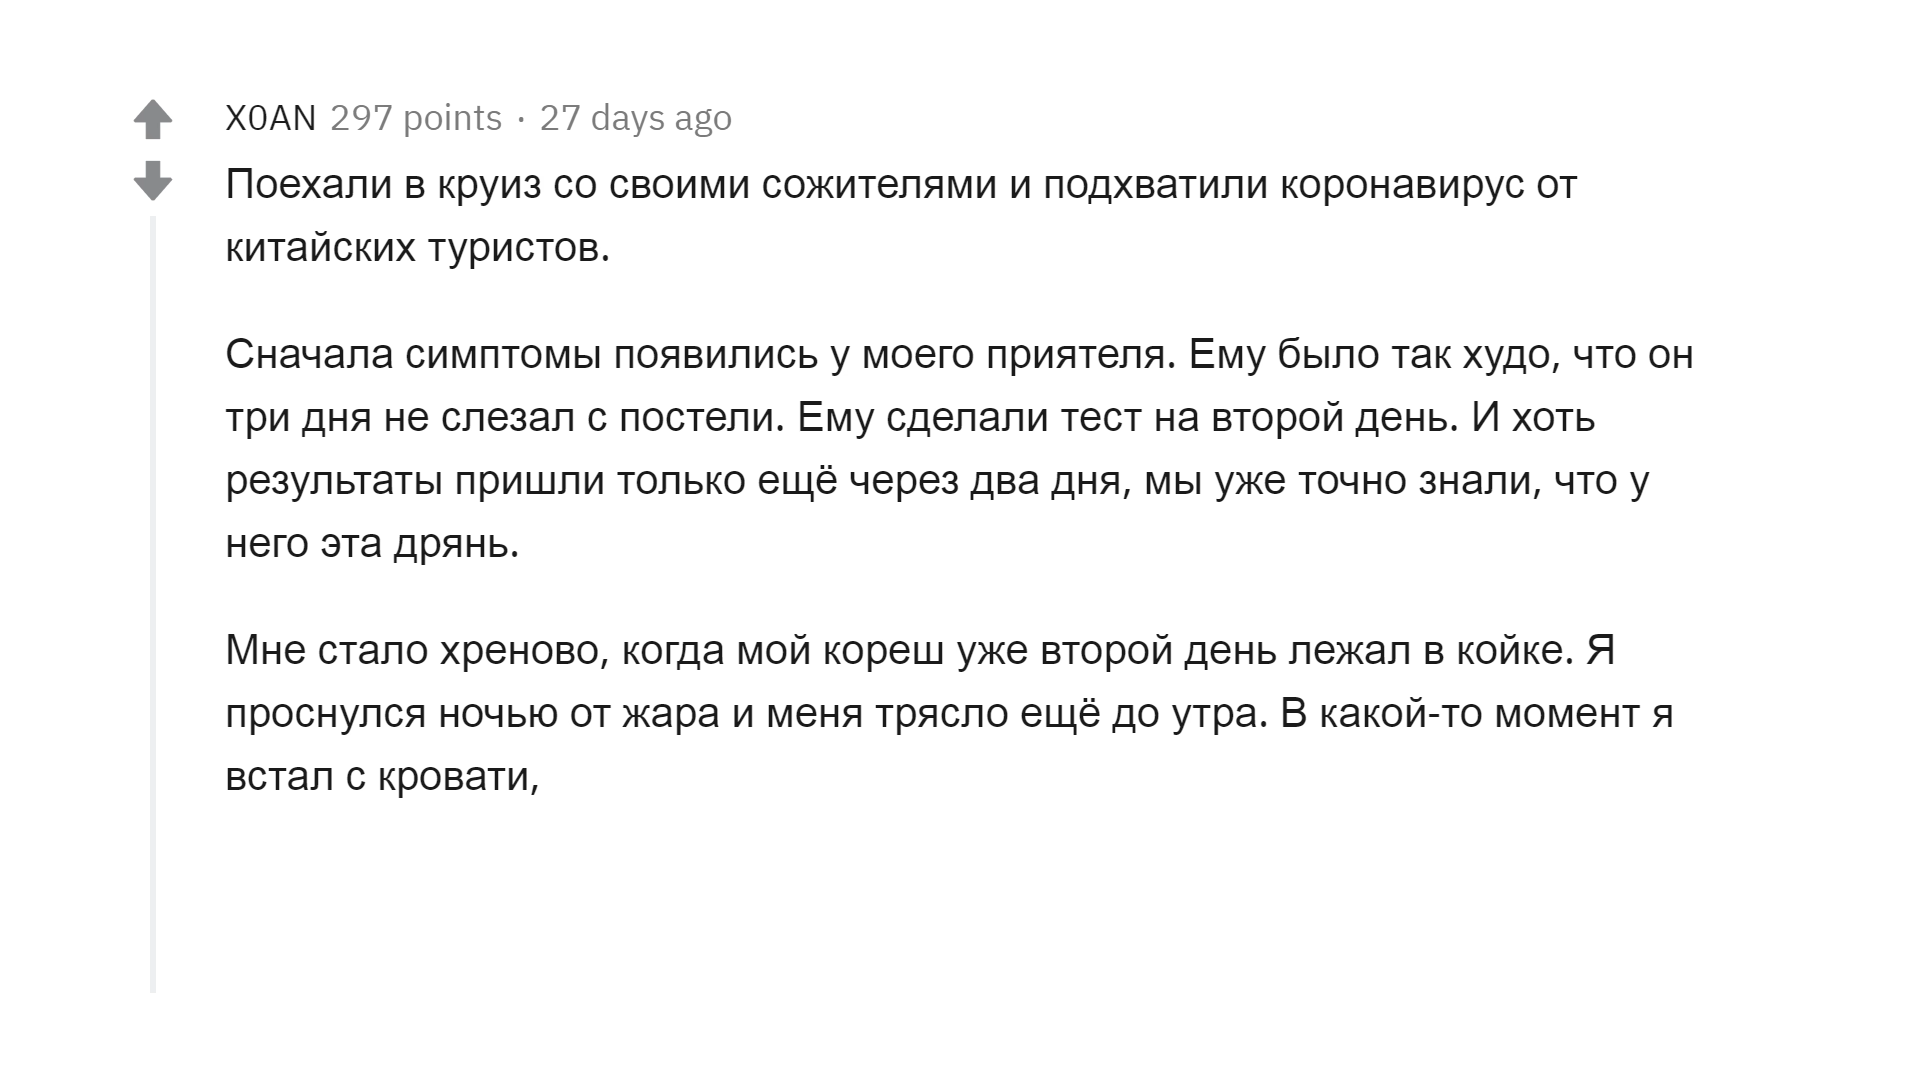 X0AN 297 points · 27 days ago
Поехали в круиз со своими сожителями и подхватили коронавирус от
китайских туристов.
Сначала симптомы появились у моего приятеля. Ему было так худо, что он
три дня не слезал с постели. Ему сделали тест на второй день. И хоть
результаты пришли только ещё через два дня, мы уже точно знали, что у
него эта дрянь.
Мне стало хреново, когда мой кореш уже второй день лежал в койке. Я
проснулся ночью от жара и меня трясло ещё до утра. В какой-то момент я
встал с кровати,